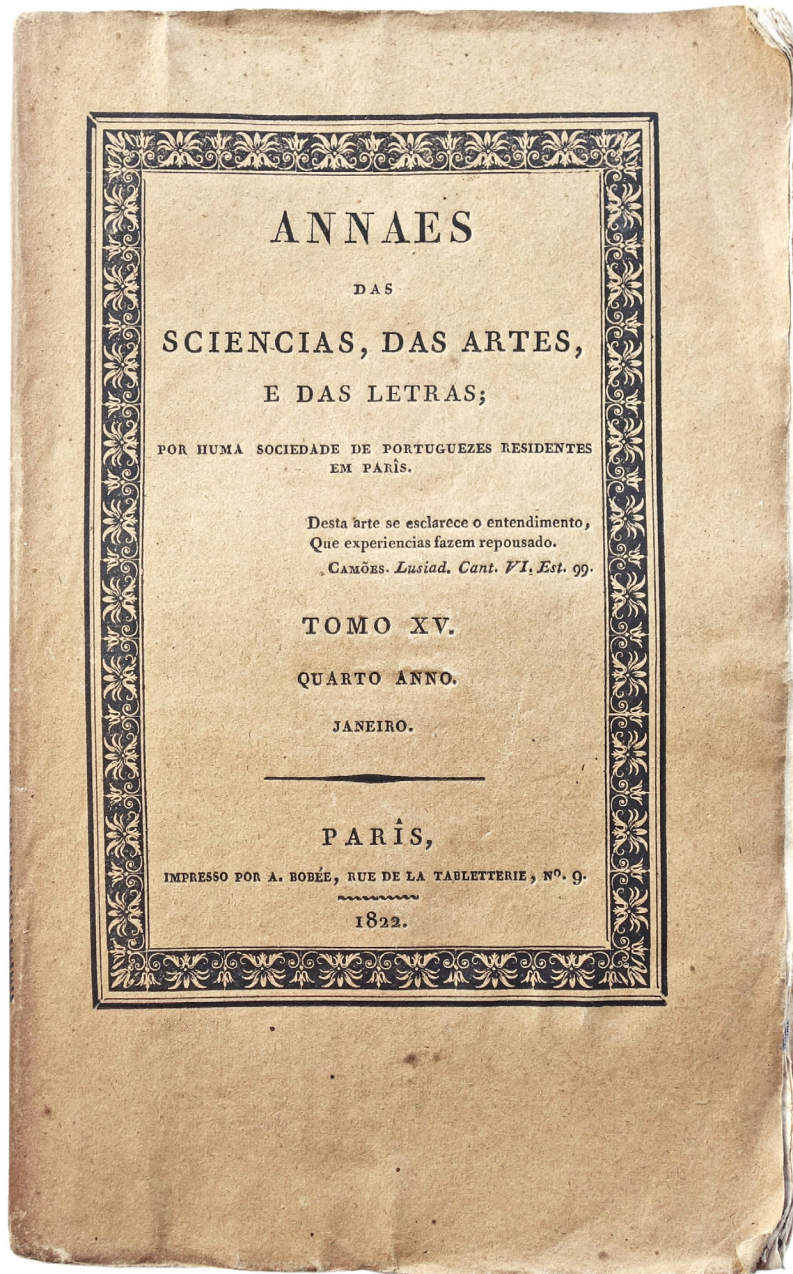 ANNAES
DAS
SCIENCIAS, DAS ARTES,
E DAS LETRAS;
POR HUMA SOCIEDADE DE PORTUGUEZES RESIDENTES
EM PARÎS.
Desta arte se esclarece o entendimento,
Que experiencias fazem repousado.
CAMÕES. Lusiad. Cant. VI. Est. 99.
TOMO XV.
QUARTO ANNO.
JANEIRO.
PARÎS,
IMPRESSO POR A. BOBÉE, RUE DE LA TABLETTERIE, Nº. 9.
1822.